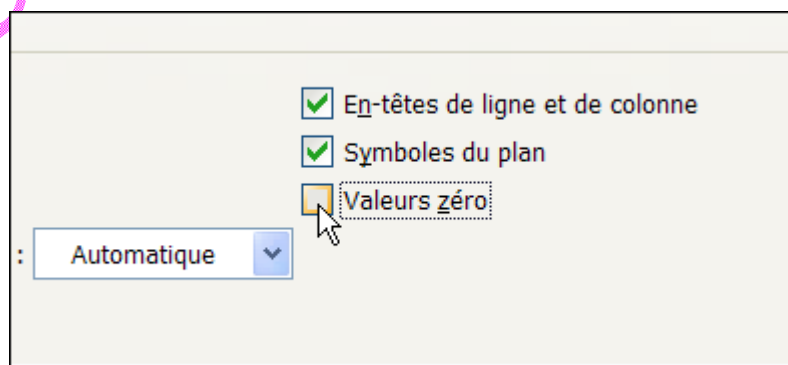 En-têtes de ligne et de colonne
Symboles du plan
Valeurs zéro
: Automatique